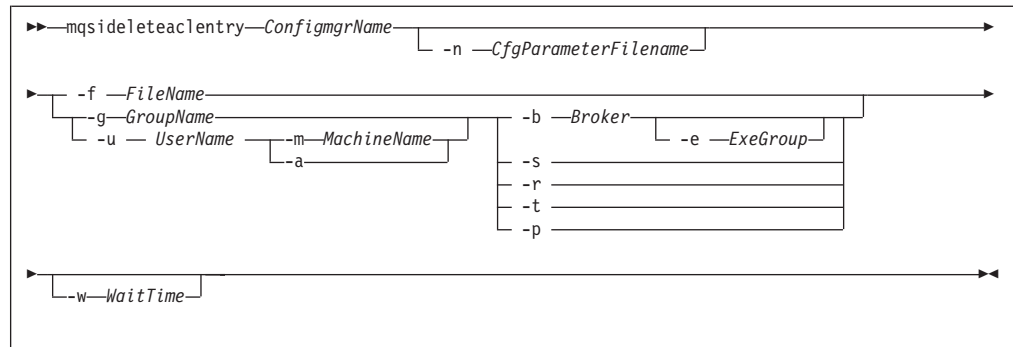 mqsideleteaclentry ConfigmgrName
-n CfgParameterFilename
-f FileName
-g GroupName -b Broker
-u UserName -m MachineName -e ExeGroup
-a -s
-r
-t
-p
-w WaitTime